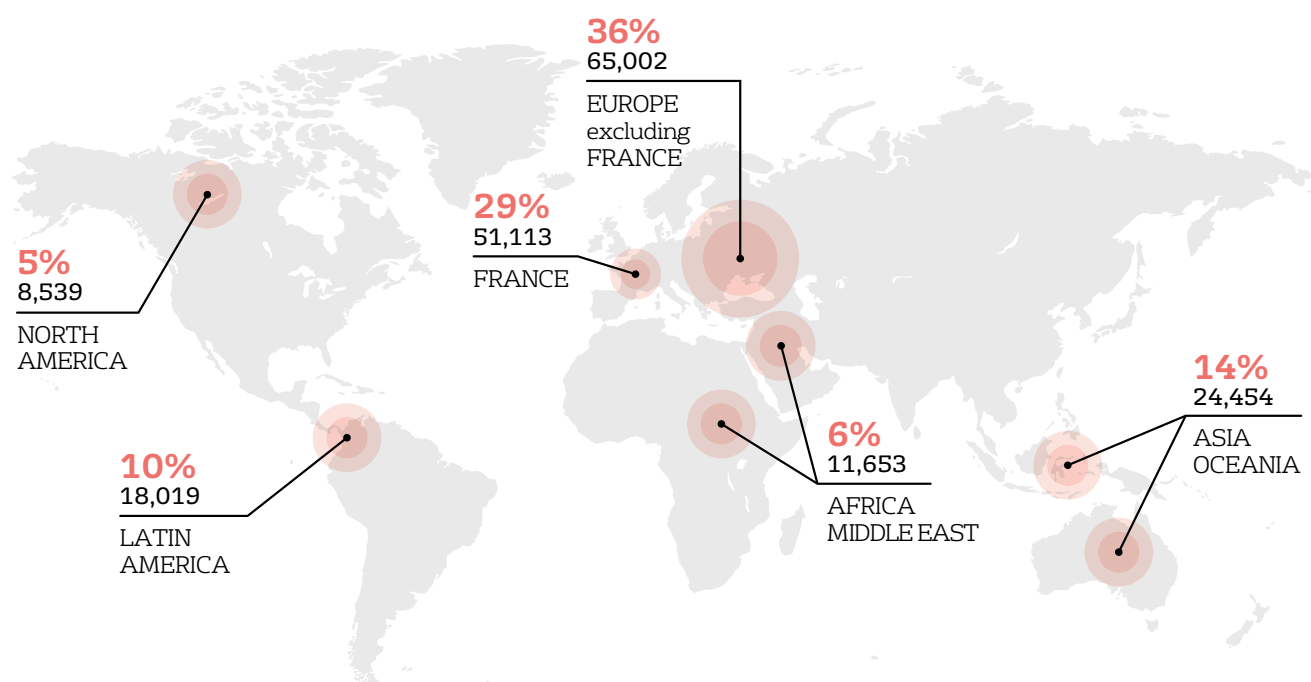 36%
65,002
EUROPE
excluding
FRANCE
29%
51,113
FRANCE
5%
8,539
NORTH
AMERICA
14%
24,454
ASIA
OCEANIA
6%
11,653
AFRICA
MIDDLE EAST
10%
18,019
LATIN
AMERICA